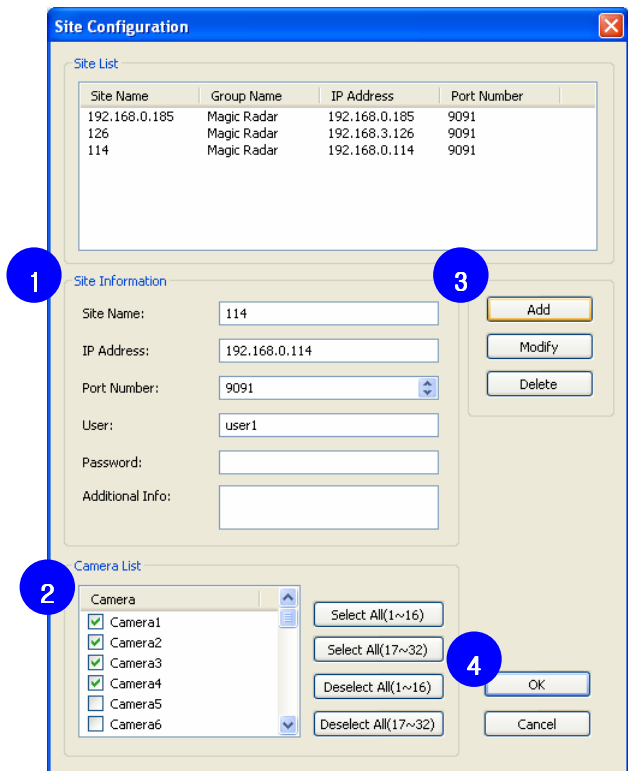 Site Configuration
Site List
Site Name Group Name IP Address Port Number
192.168.0.185 Magic Radar 192.168.0.185 9091
126 Magic Radar 192.168.3.126 9091
114 Magic Radar 192.168.0.114 9091
1
Site Information
Site Name: 114
IP Address: 192.168.0.114
Port Number: 9091
User: user1
Password:
Additional Info:
3
Add
Modify
Delete
2
Camera List
Camera
Camera1
Camera2
Camera3
Camera4
Camera5
Camera6
Select All(1~16)
Select All(17~32)
Deselect All(1~16)
Deselect All(17~32)
4
OK
Cancel